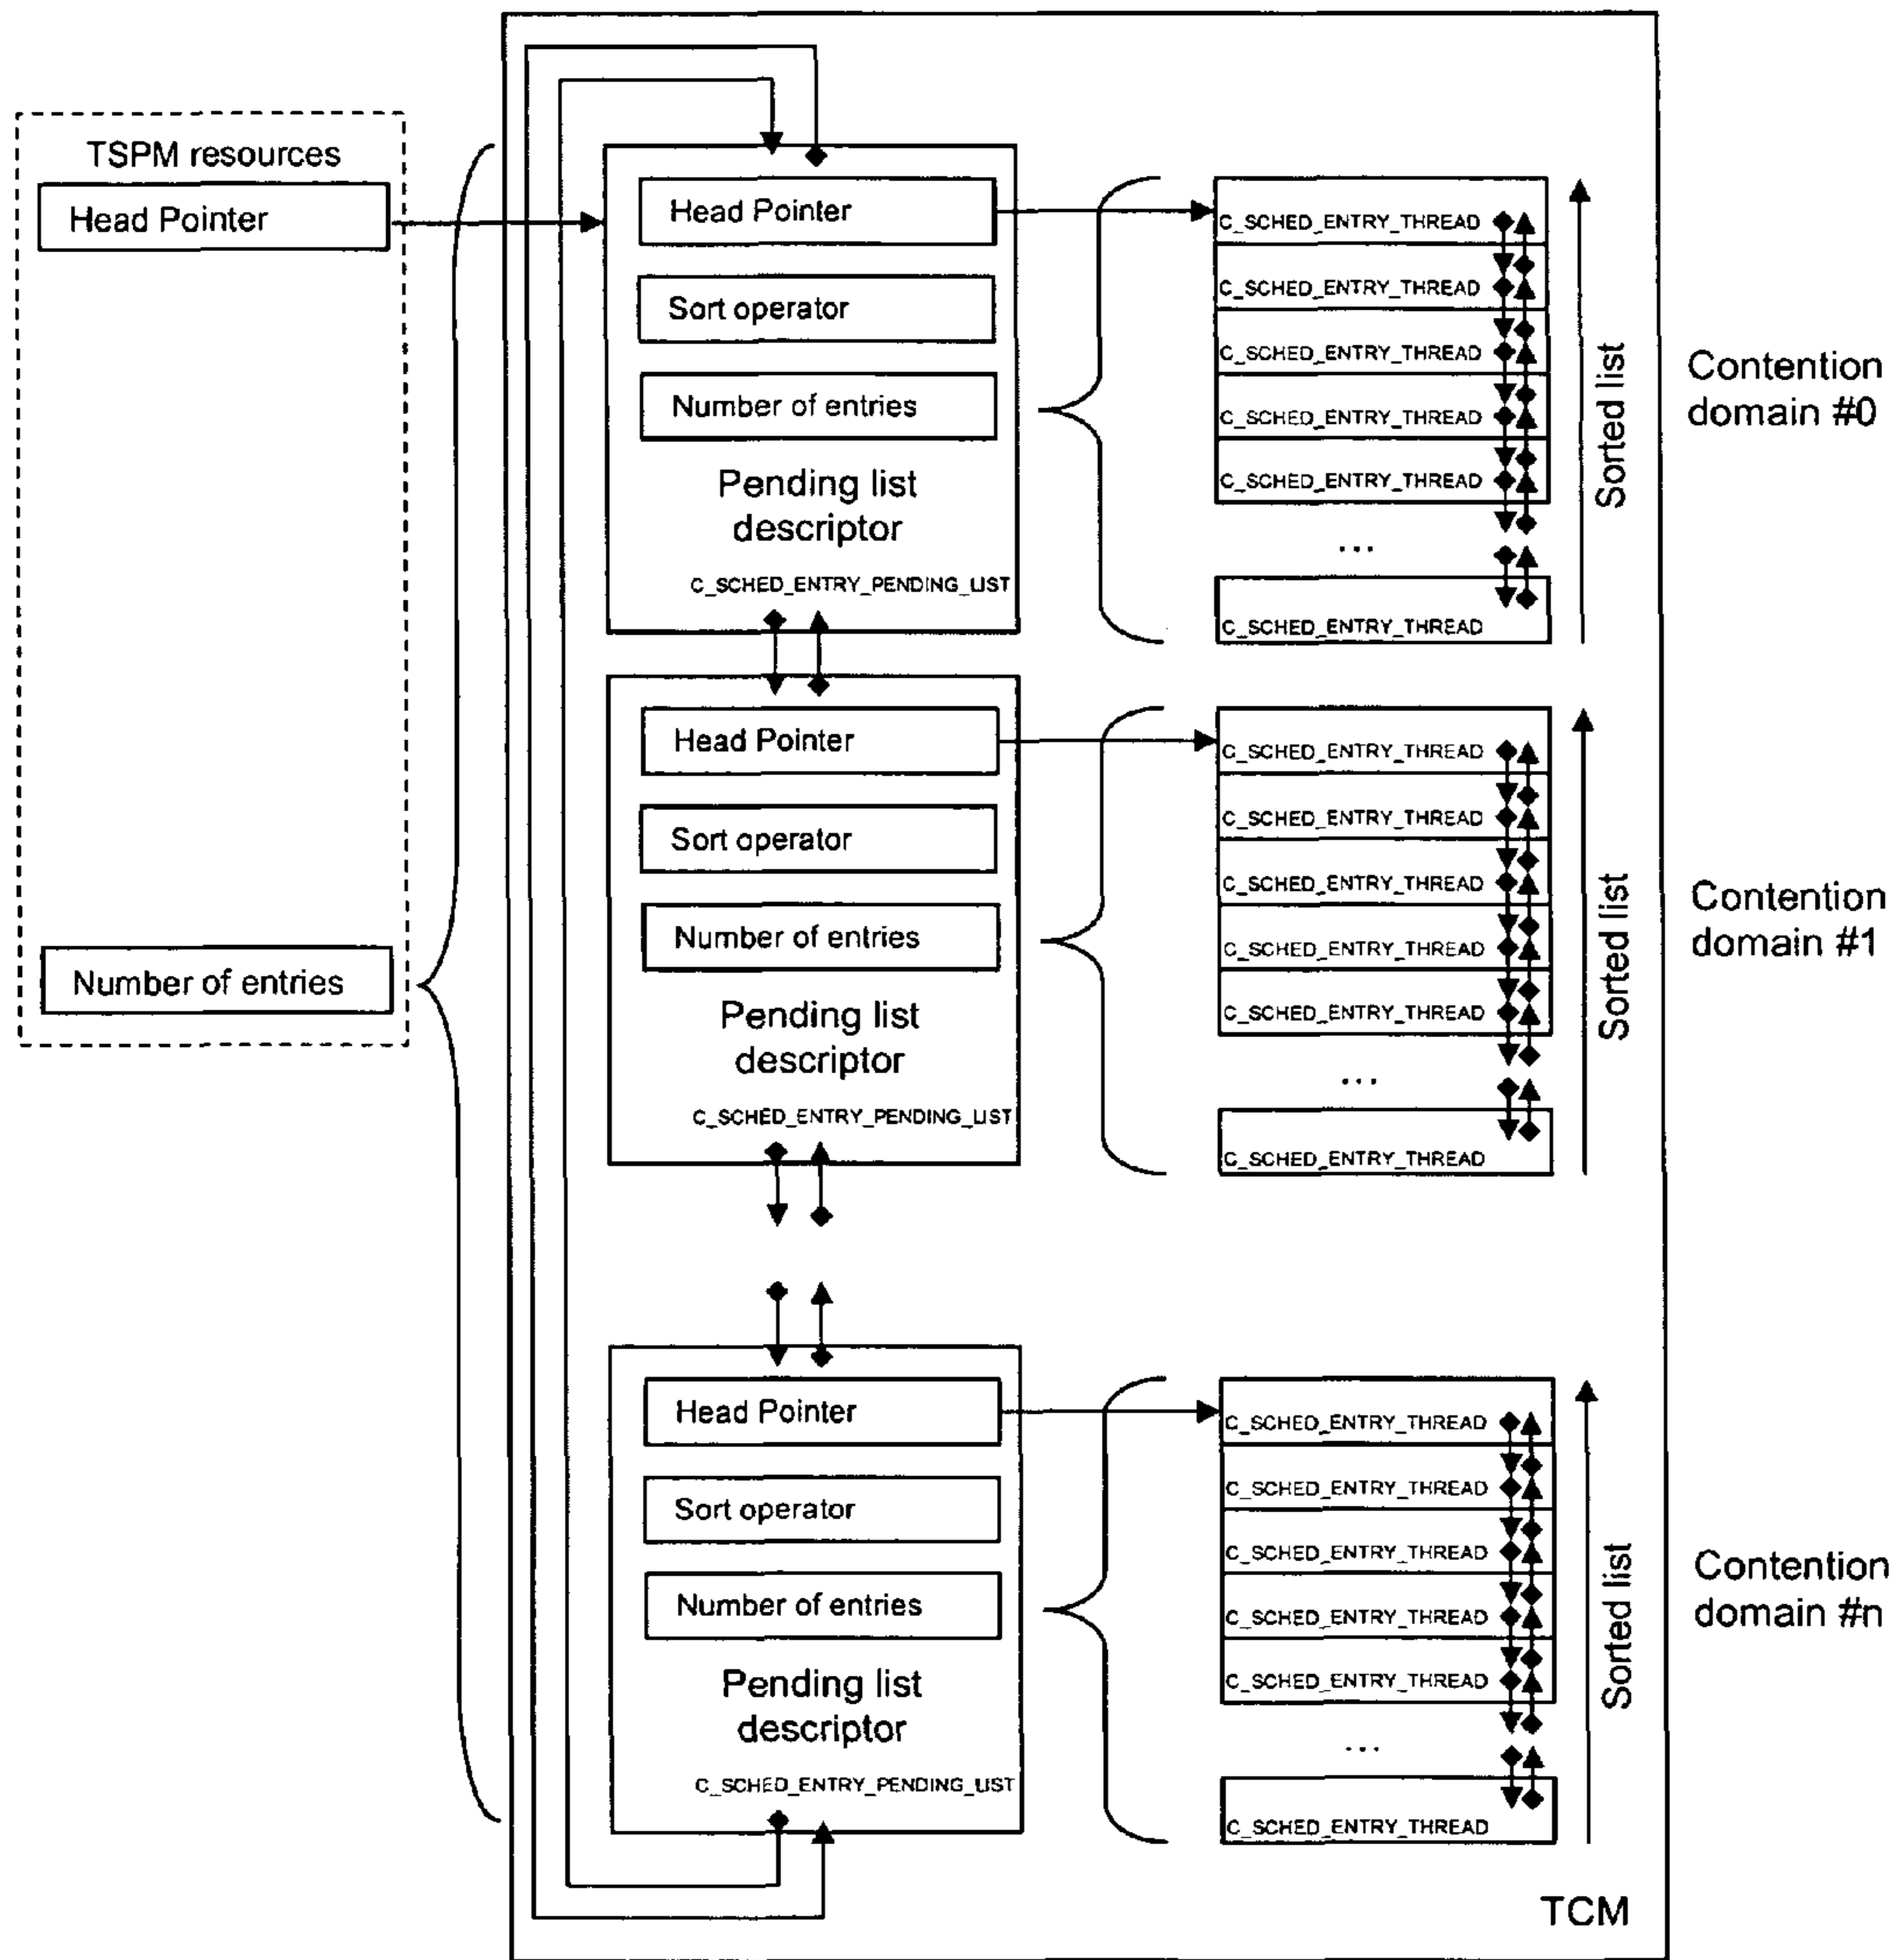 TSPM resources
Head Pointer
Number of entries
Head Pointer
Sort operator
Number of entries
Pending list
descriptor
C_SCHED_ENTRY_PENDING_LIST
C_SCHED_ENTRY_THREAD
C_SCHED_ENTRY_THREAD
C_SCHED_ENTRY_THREAD
C_SCHED_ENTRY_THREAD
C_SCHED_ENTRY_THREAD
...
C_SCHED_ENTRY_THREAD
Sorted list
Contention
domain #0
Head Pointer
Sort operator
Number of entries
Pending list
descriptor
C_SCHED_ENTRY_PENDING_LIST
C_SCHED_ENTRY_THREAD
C_SCHED_ENTRY_THREAD
C_SCHED_ENTRY_THREAD
C_SCHED_ENTRY_THREAD
C_SCHED_ENTRY_THREAD
...
C_SCHED_ENTRY_THREAD
Sorted list
Contention
domain #1
Head Pointer
Sort operator
Number of entries
Pending list
descriptor
C_SCHED_ENTRY_PENDING_LIST
C_SCHED_ENTRY_THREAD
C_SCHED_ENTRY_THREAD
C_SCHED_ENTRY_THREAD
C_SCHED_ENTRY_THREAD
C_SCHED_ENTRY_THREAD
...
C_SCHED_ENTRY_THREAD
Sorted list
Contention
domain #n
TCM